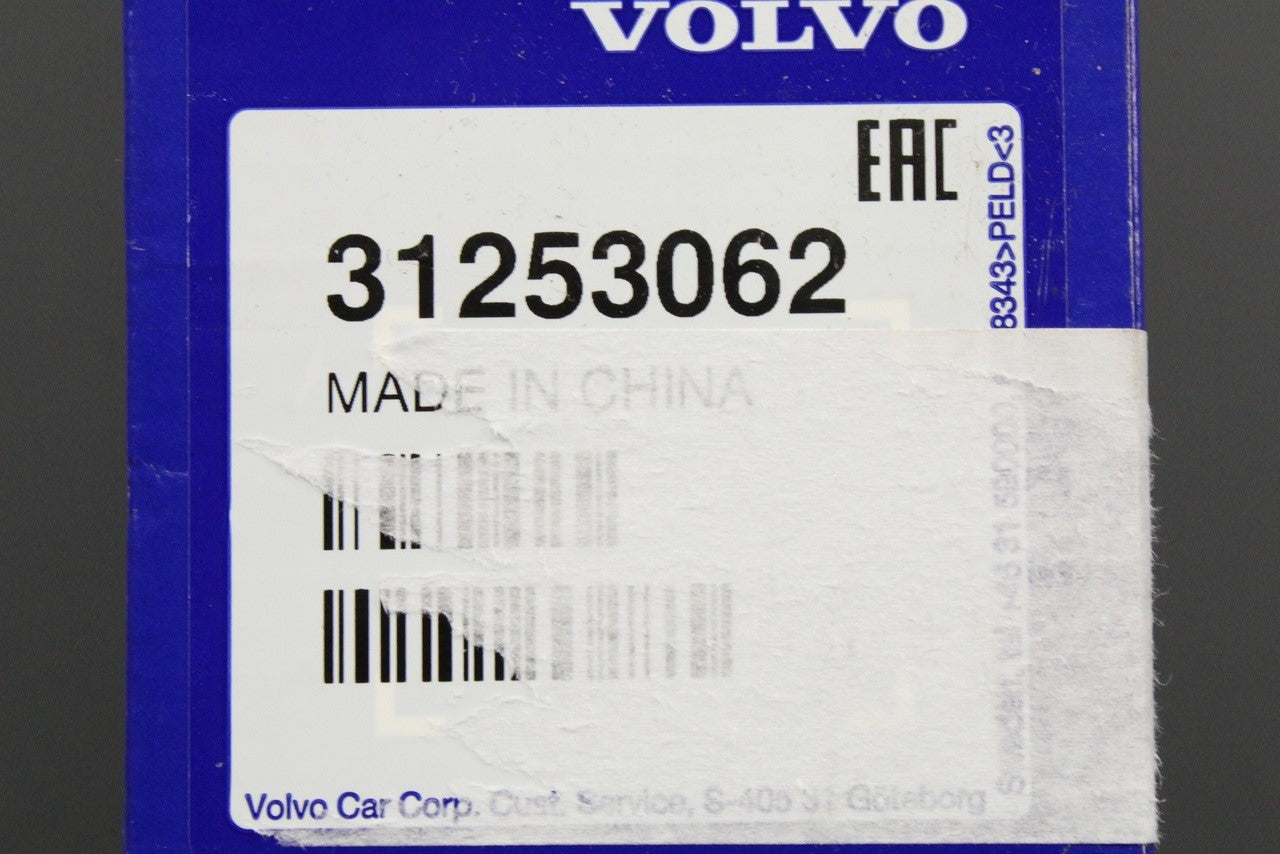 VOLVO
EAC
31253062
MADE IN CHINA
Volvo Car Corp. Cust. Service, S-405 31 Göteborg
8343>PELD<3